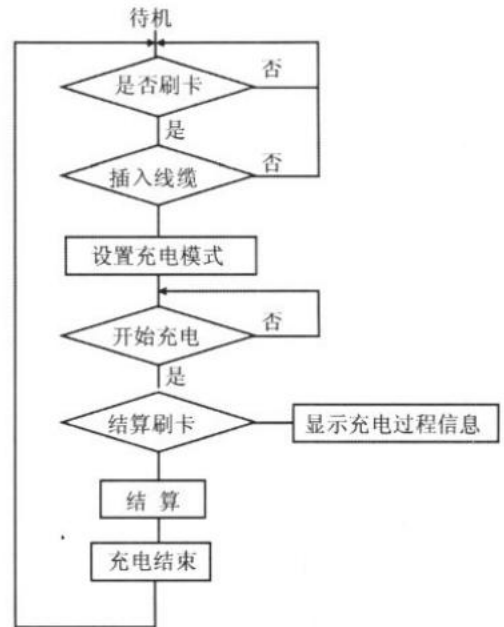 待机
是否刷卡
否
是
插入线缆
否
设置充电模式
开始充电
否
是
结算刷卡
显示充电过程信息
结 算
充电结束